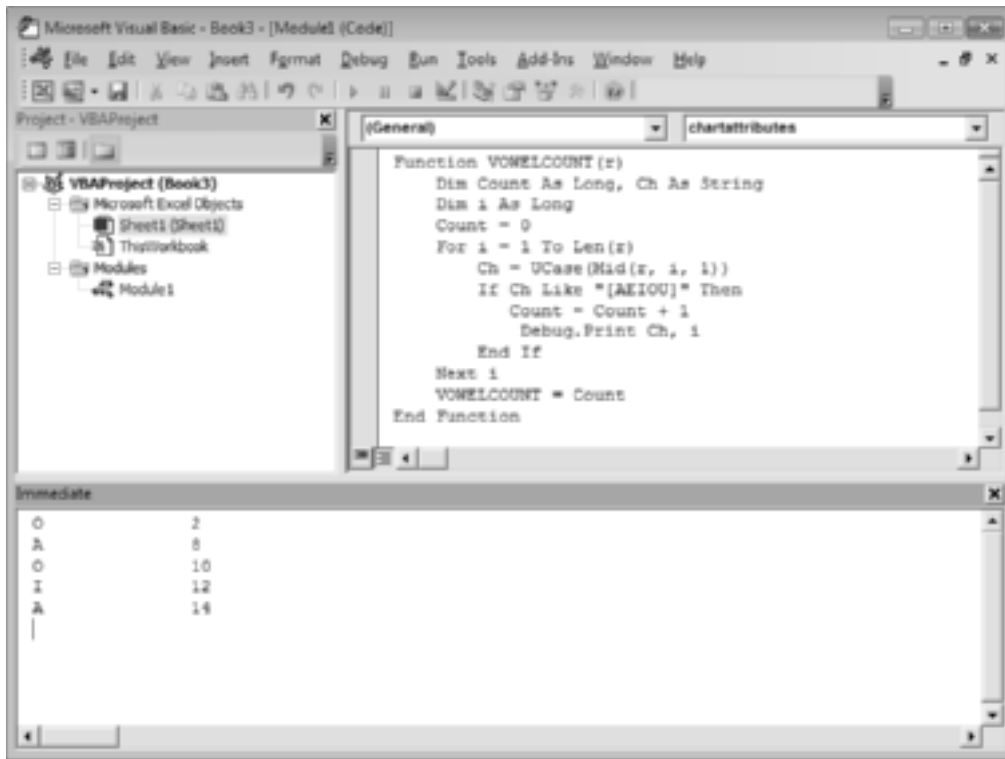 Microsoft Visual Basic - Book3 - [Module1 (Code)]
File Edit View Insert Format Debug Run Tools Add-Ins Window Help
Project - VBAProject
(General)
chartattributes
VBAProject (Book3)
Microsoft Excel Objects
Sheet1 (Sheet1)
ThisWorkbook
Modules
Module1
Function VOWELCOUNT(r)
Dim Count As Long, Ch As String
Dim i As Long
Count = 0
For i = 1 To Len(r)
Ch = UCase(Mid(r, i, 1))
If Ch Like "[AEIOU]" Then
Count = Count + 1
Debug.Print Ch, i
End If
Next i
VOWELCOUNT = Count
End Function
Immediate
O 2
A 8
O 10
I 12
A 14